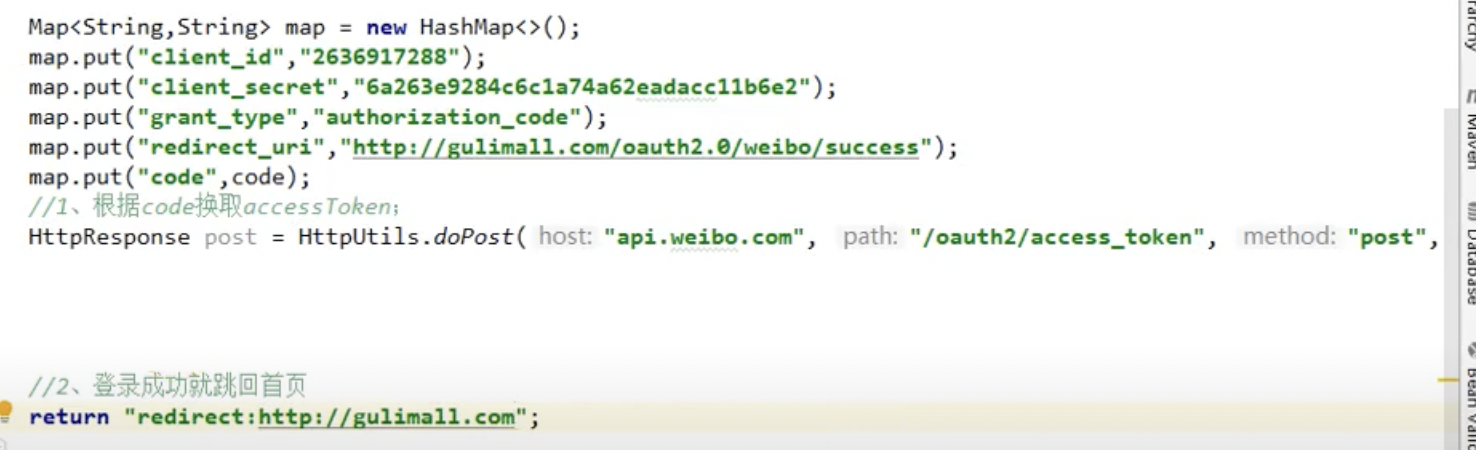 Map<String,String> map = new HashMap<>();
map.put("client_id","2636917288");
map.put("client_secret","6a263e9284c6c1a74a62eadacc11b6e2");
map.put("grant_type","authorization_code");
map.put("redirect_uri","http://gulimall.com/oauth2.0/weibo/success");
map.put("code",code);
//1、根据code换取accessToken;
HttpResponse post = HttpUtils.doPost( host: "api.weibo.com", path: "/oauth2/access_token", method: "post",
//2、登录成功就跳回首页
return "redirect:http://gulimall.com";
Maven
Database